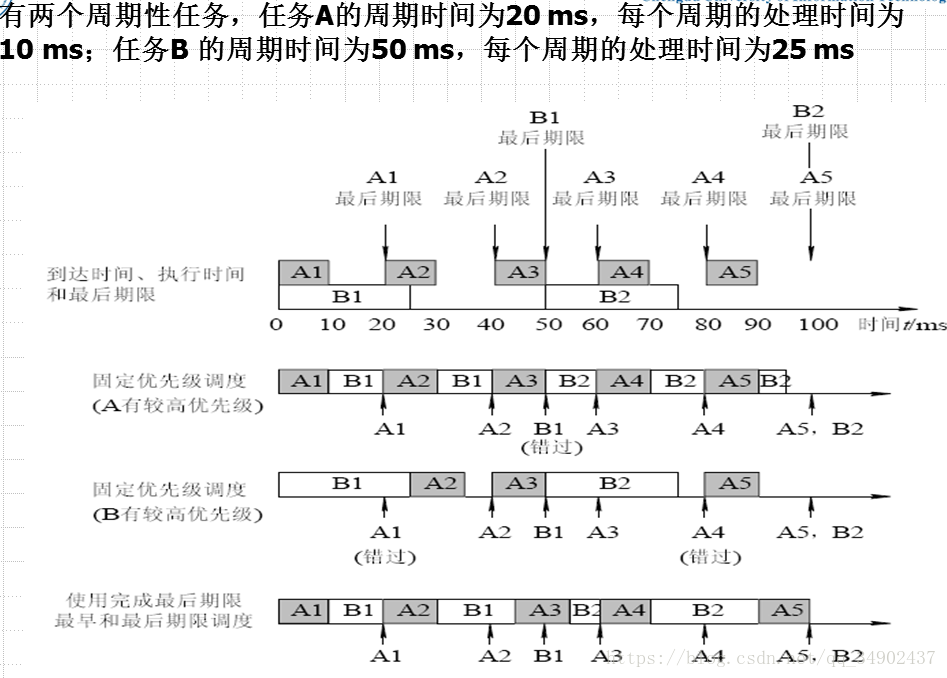 有两个周期性任务，任务A的周期时间为20 ms，每个周期的处理时间为
10 ms；任务B 的周期时间为50 ms，每个周期的处理时间为25 ms
B1
最后期限
B2
最后期限
A1
最后期限
A2
最后期限
A3
最后期限
A4
最后期限
A5
最后期限
到达时间、执行时间
和最后期限
A1 A2 A3 A4 A5
B1 B2
0 10 20 30 40 50 60 70 80 90 100 时间t/ms
固定优先级调度
(A有较高优先级)
A1 B1 A2 B1 A3 B2 A4 B2 A5 B2
A1 A2 B1 A3 A4 A5，B2
(错过)
固定优先级调度
(B有较高优先级)
B1 A2 A3 B2 A5
A1 A2 B1 A3 A4 A5，B2
(错过) (错过)
使用完成最后期限
最早和最后期限调度
A1 B1 A2 B1 A3 B2 A4 B2 A5
A1 A2 B1 A3 A4 A5，B2
https://blog.csdn.net/qq_34902437